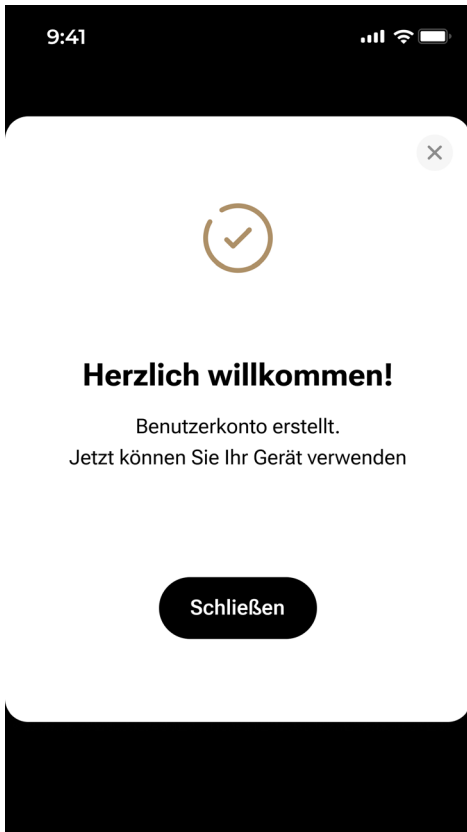 9:41
Herzlich willkommen!
Benutzerkonto erstellt.
Jetzt können Sie Ihr Gerät verwenden
Schließen